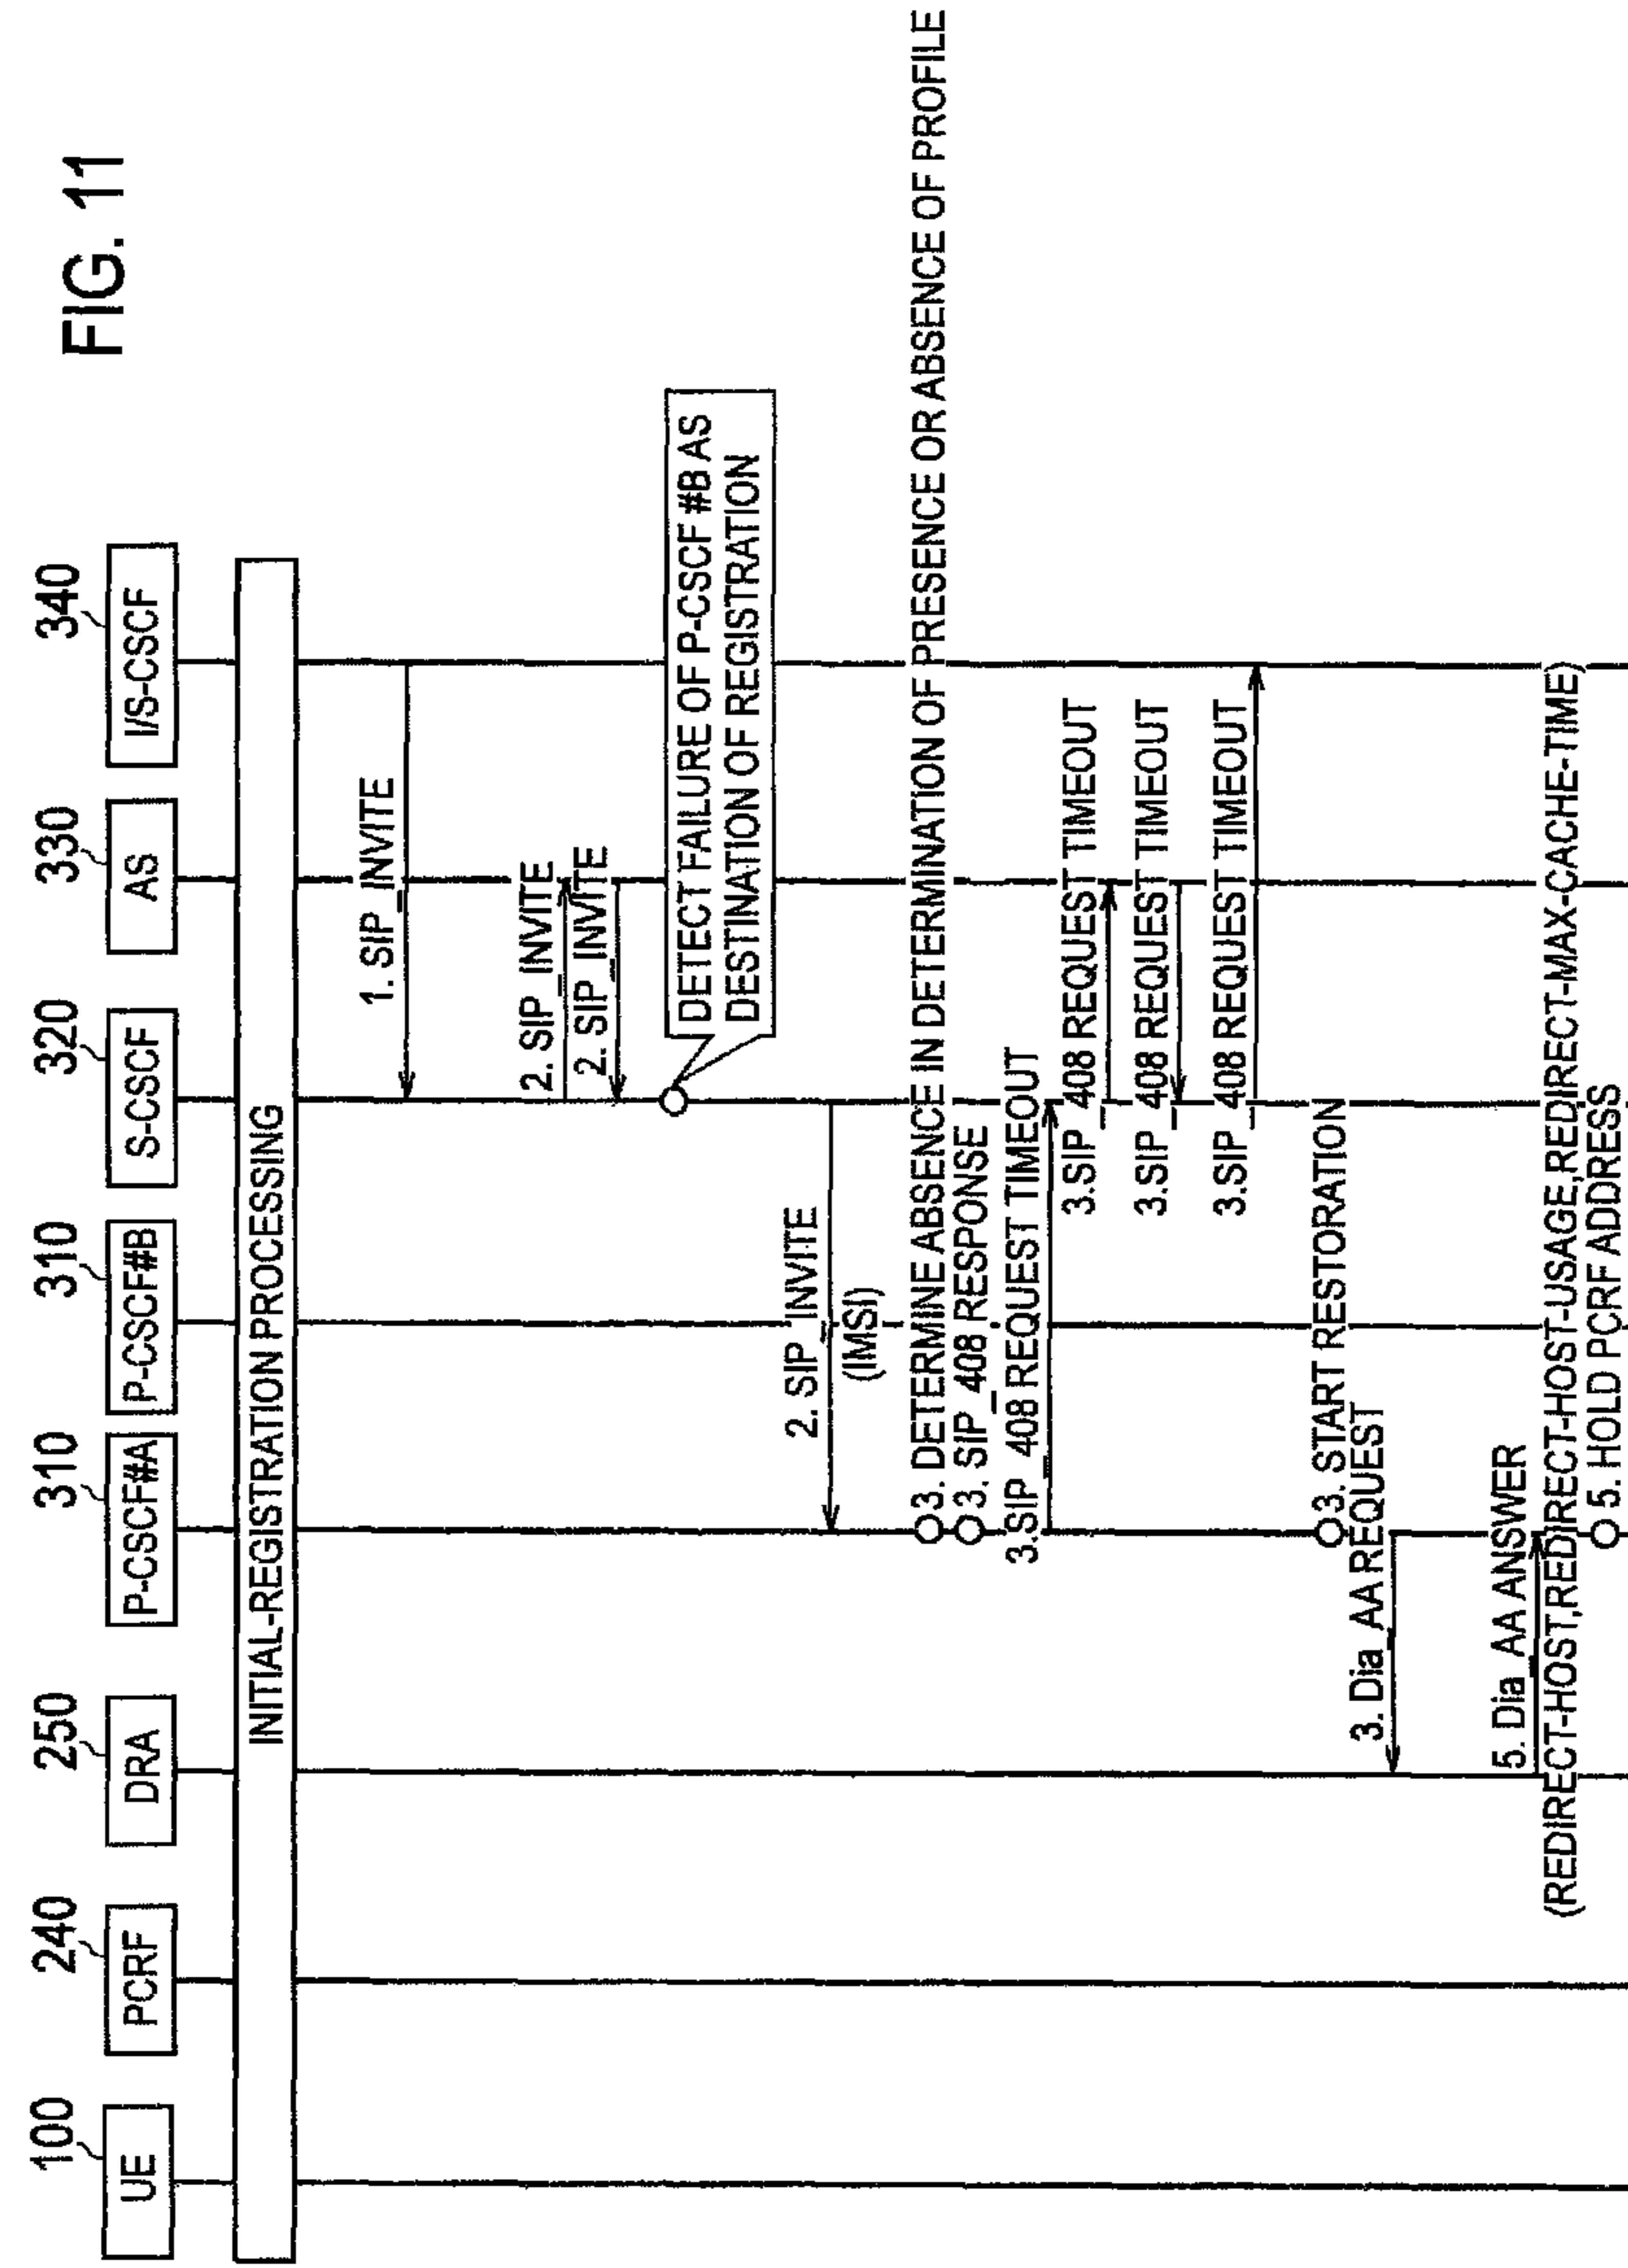 FIG. 11
100
240
250
310
310
320
330
340
UE
PCRF
DRA
P-CSCF#A
P-CSCF#B
S-CSCF
AS
I/S-CSCF
INITIAL-REGISTRATION PROCESSING
1. SIP_INVITE
2. SIP_INVITE
2. SIP_INVITE
DETECT FAILURE OF P-CSCF #B AS
DESTINATION OF REGISTRATION
2. SIP_INVITE
(IMSI)
3. DETERMINE ABSENCE IN DETERMINATION OF PRESENCE OR ABSENCE OF PROFILE
3. SIP_408 RESPONSE
3.SIP_408 REQUEST TIMEOUT
3.SIP_408 REQUEST TIMEOUT
3.SIP_408 REQUEST TIMEOUT
3.SIP_408 REQUEST TIMEOUT
3. START RESTORATION
3. Dia_AA REQUEST
5. Dia_AA ANSWER
(REDIRECT-HOST,REDIRECT-HOST-USAGE,REDIRECT-MAX-CACHE-TIME)
5. HOLD PCRF ADDRESS